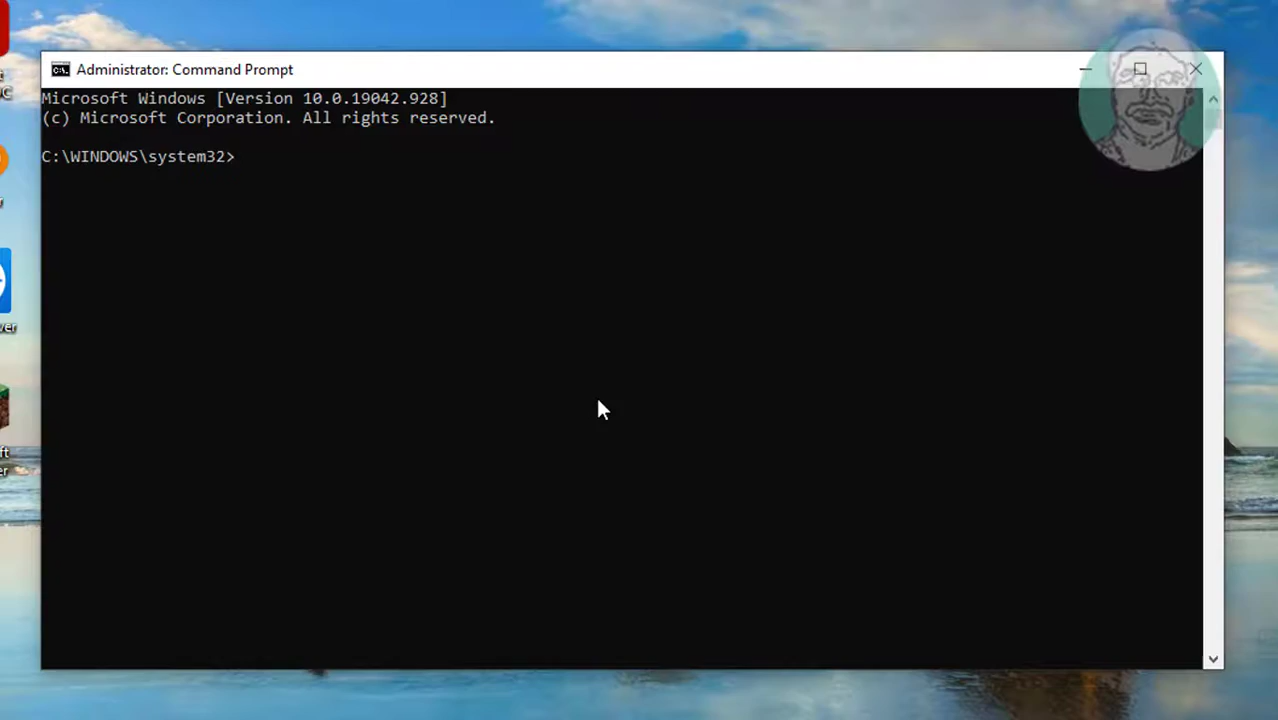 Administrator: Command Prompt
Microsoft Windows [Version 10.0.19042.928]
(c) Microsoft Corporation. All rights reserved.
C:\WINDOWS\system32>